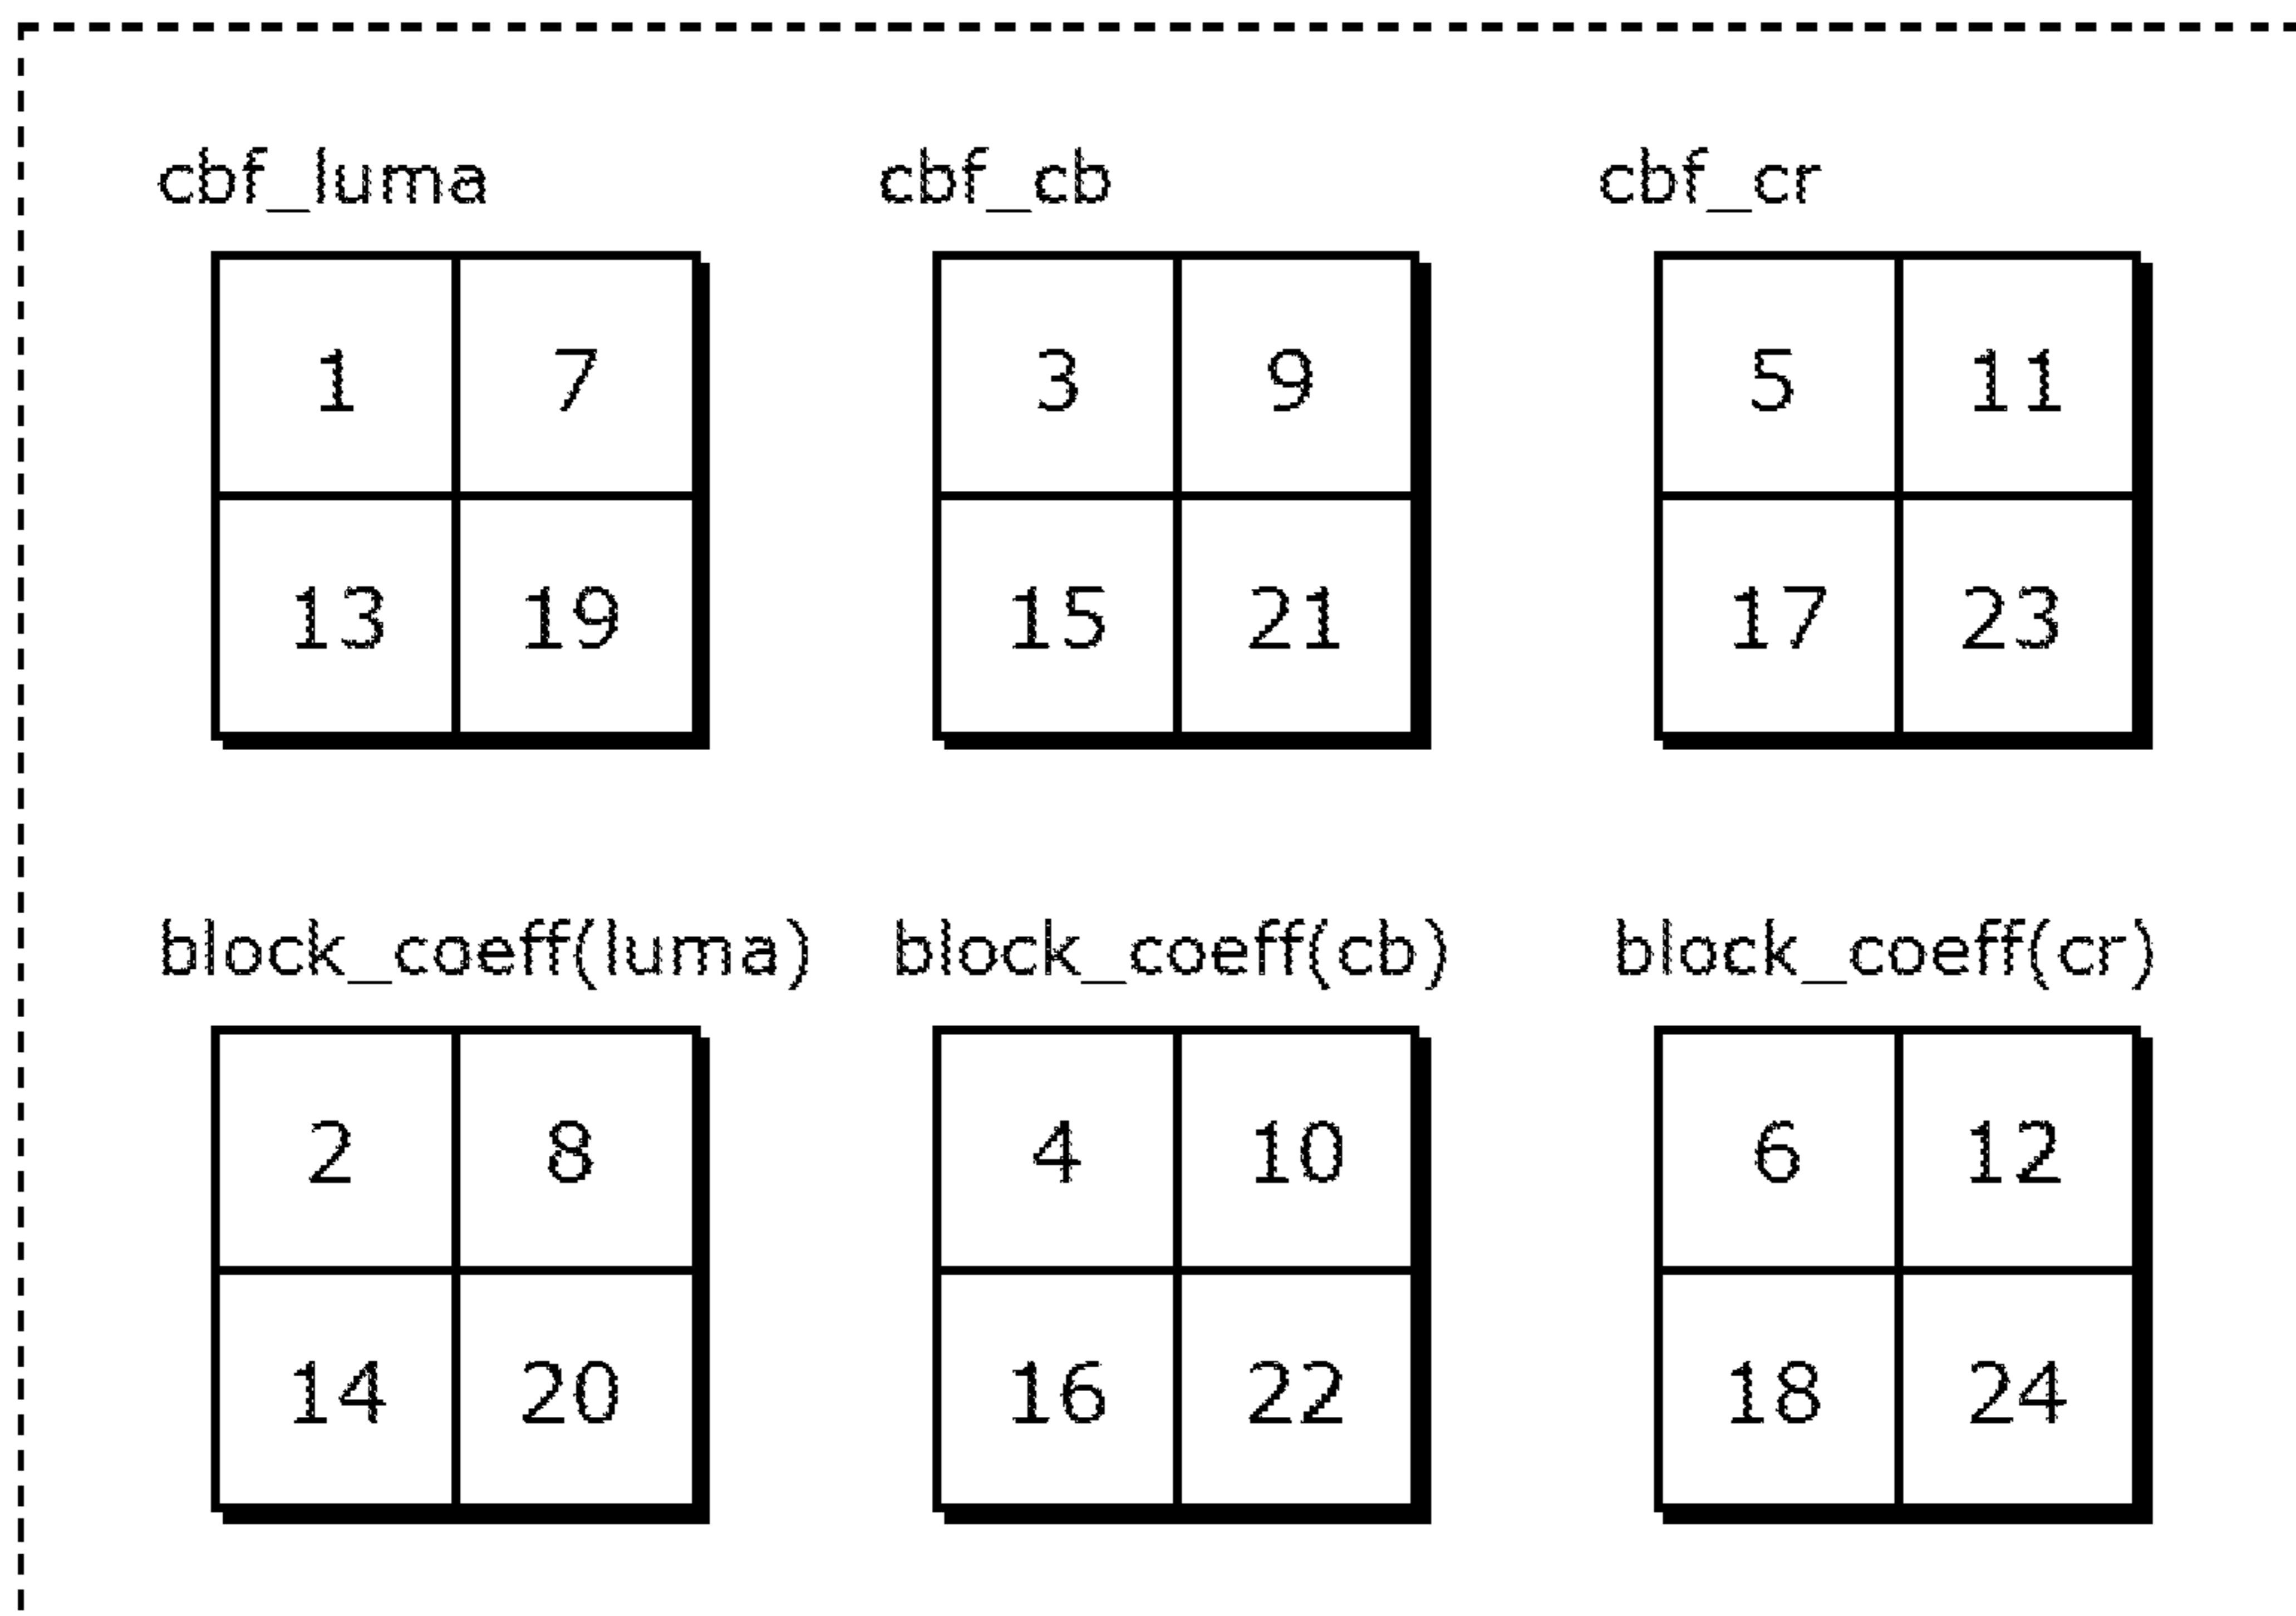 cbf_luma cbf_cb cbf_cr
1 7 3 9 5 11
13 19 15 21 17 23
block_coeff(luma) block_coeff(cb) block_coeff(cr)
2 8 4 10 6 12
14 20 16 22 18 24